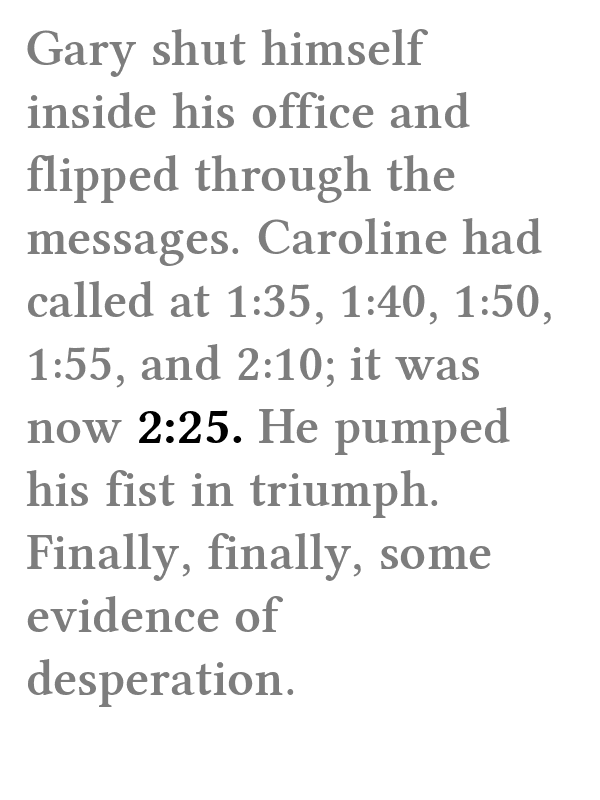 Gary shut himself
inside his office and
flipped through the
messages. Caroline had
called at 1:35, 1:40, 1:50,
1:55, and 2:10; it was
now 2:25. He pumped
his fist in triumph.
Finally, finally, some
evidence of
desperation.